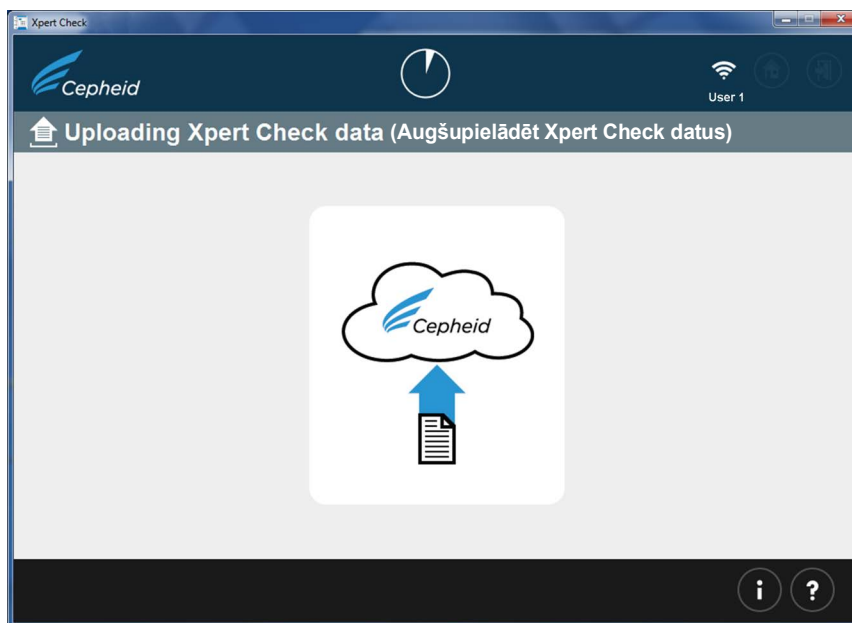 Xpert Check
Cepheid
User 1
Uploading Xpert Check data (Augšupielādēt Xpert Check datus)
Cepheid
i ?